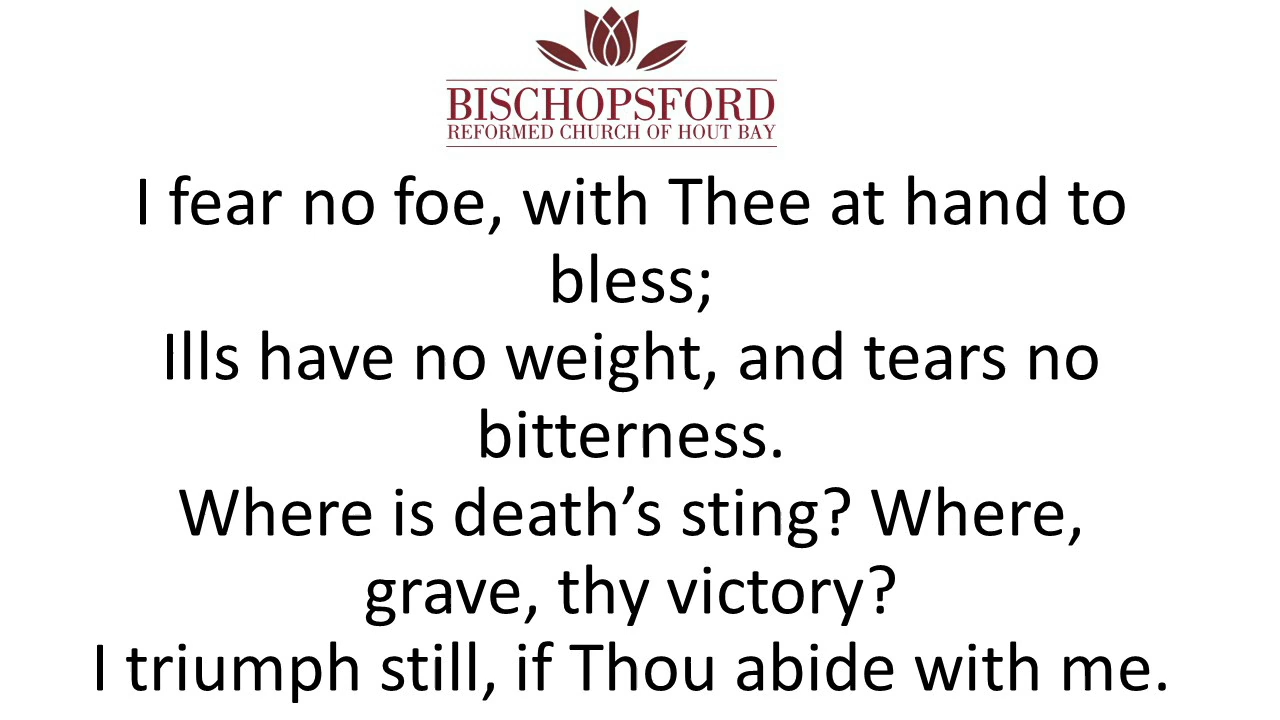 BISCHOPSFORD
REFORMED CHURCH OF HOUT BAY
I fear no foe, with Thee at hand to
bless;
Ills have no weight, and tears no
bitterness.
Where is death’s sting? Where,
grave, thy victory?
I triumph still, if Thou abide with me.